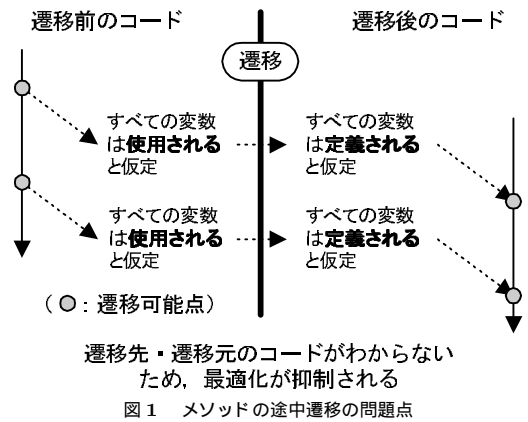 遷移前のコード
遷移後のコード
遷移
すべての変数
は使用される
と仮定
すべての変数
は定義される
と仮定
すべての変数
は使用される
と仮定
すべての変数
は定義される
と仮定
(○：遷移可能点)
遷移先・遷移元のコードがわからない
ため，最適化が抑制される
図 1 メソッドの途中遷移の問題点